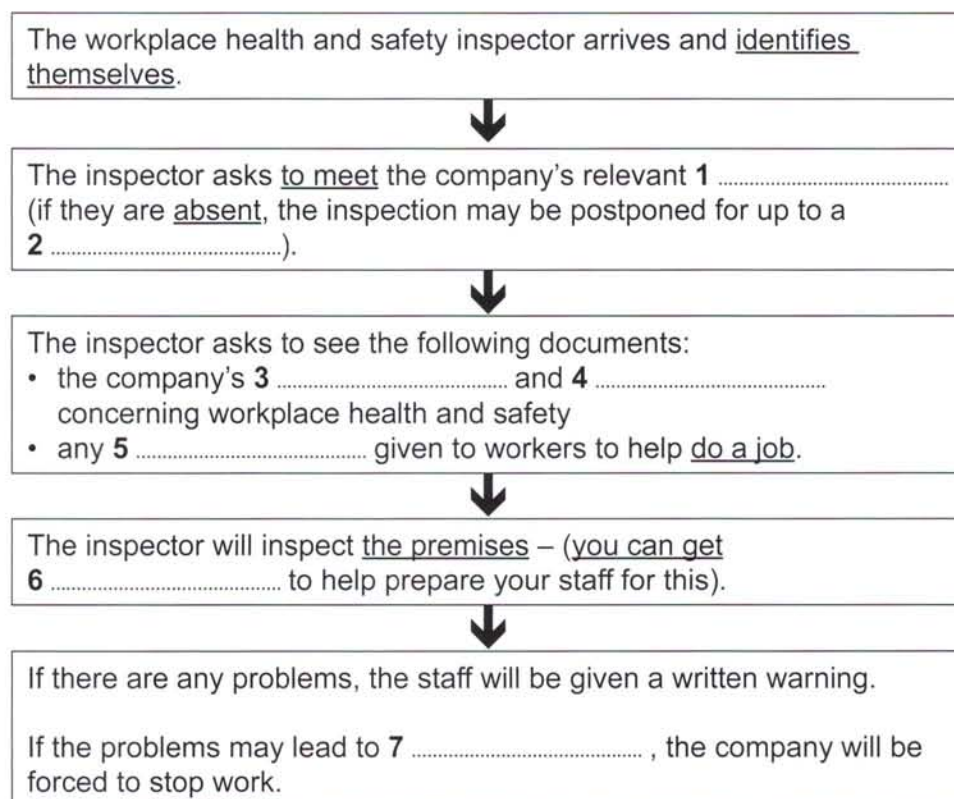 The workplace health and safety inspector arrives and identifies
themselves.
The inspector asks to meet the company's relevant 1 ........................................
(if they are absent, the inspection may be postponed for up to a
2 ........................................).
The inspector asks to see the following documents:
• the company's 3 ........................................ and 4 ........................................
concerning workplace health and safety
• any 5 ........................................ given to workers to help do a job.
The inspector will inspect the premises – (you can get
6 ........................................ to help prepare your staff for this).
If there are any problems, the staff will be given a written warning.
If the problems may lead to 7 ........................................ , the company will be
forced to stop work.